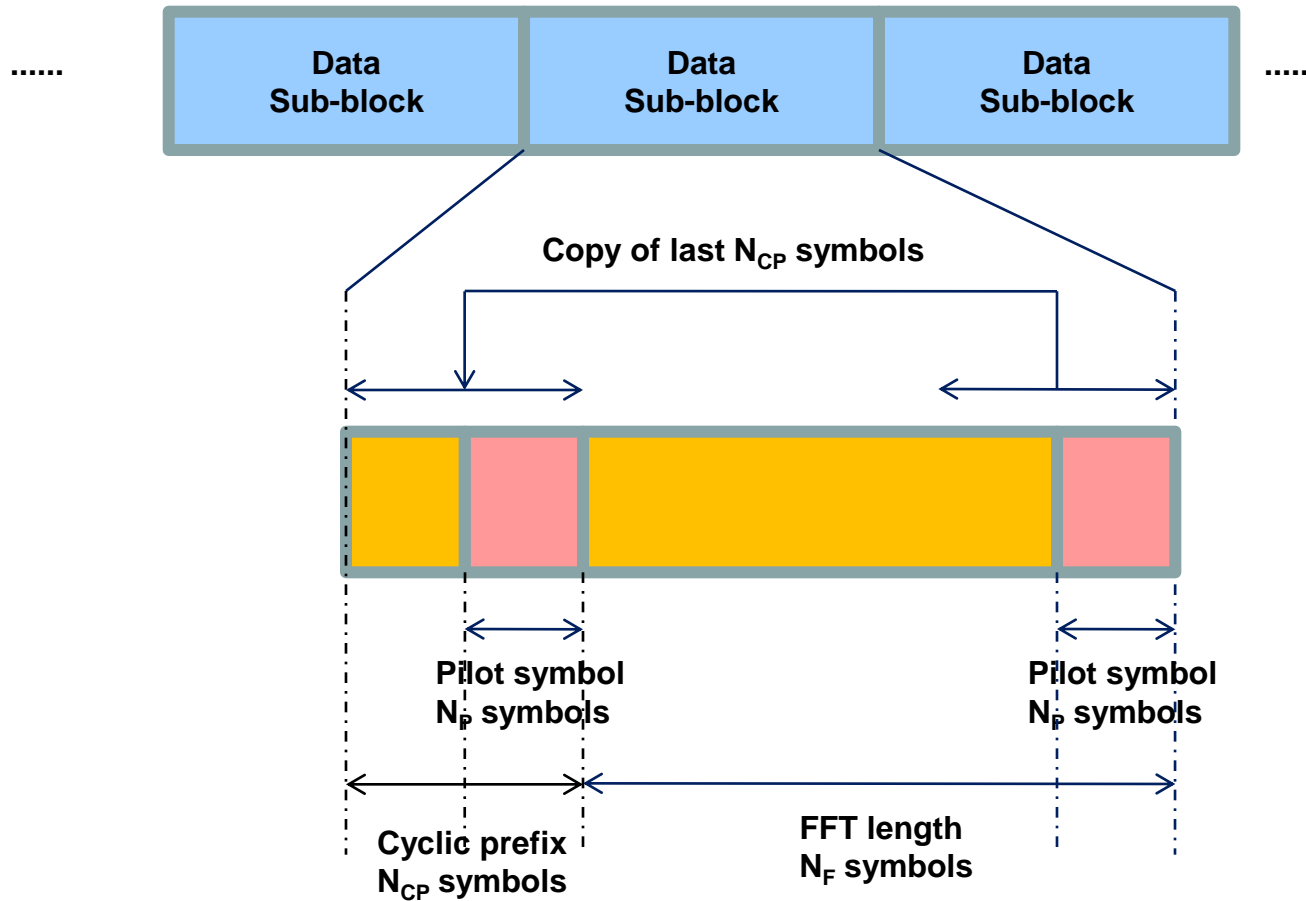 ......
Data
Sub-block
Data
Sub-block
Data
Sub-block
.....
Copy of last N_CP symbols
Pilot symbol
N_P symbols
Pilot symbol
N_P symbols
Cyclic prefix
N_CP symbols
FFT length
N_F symbols